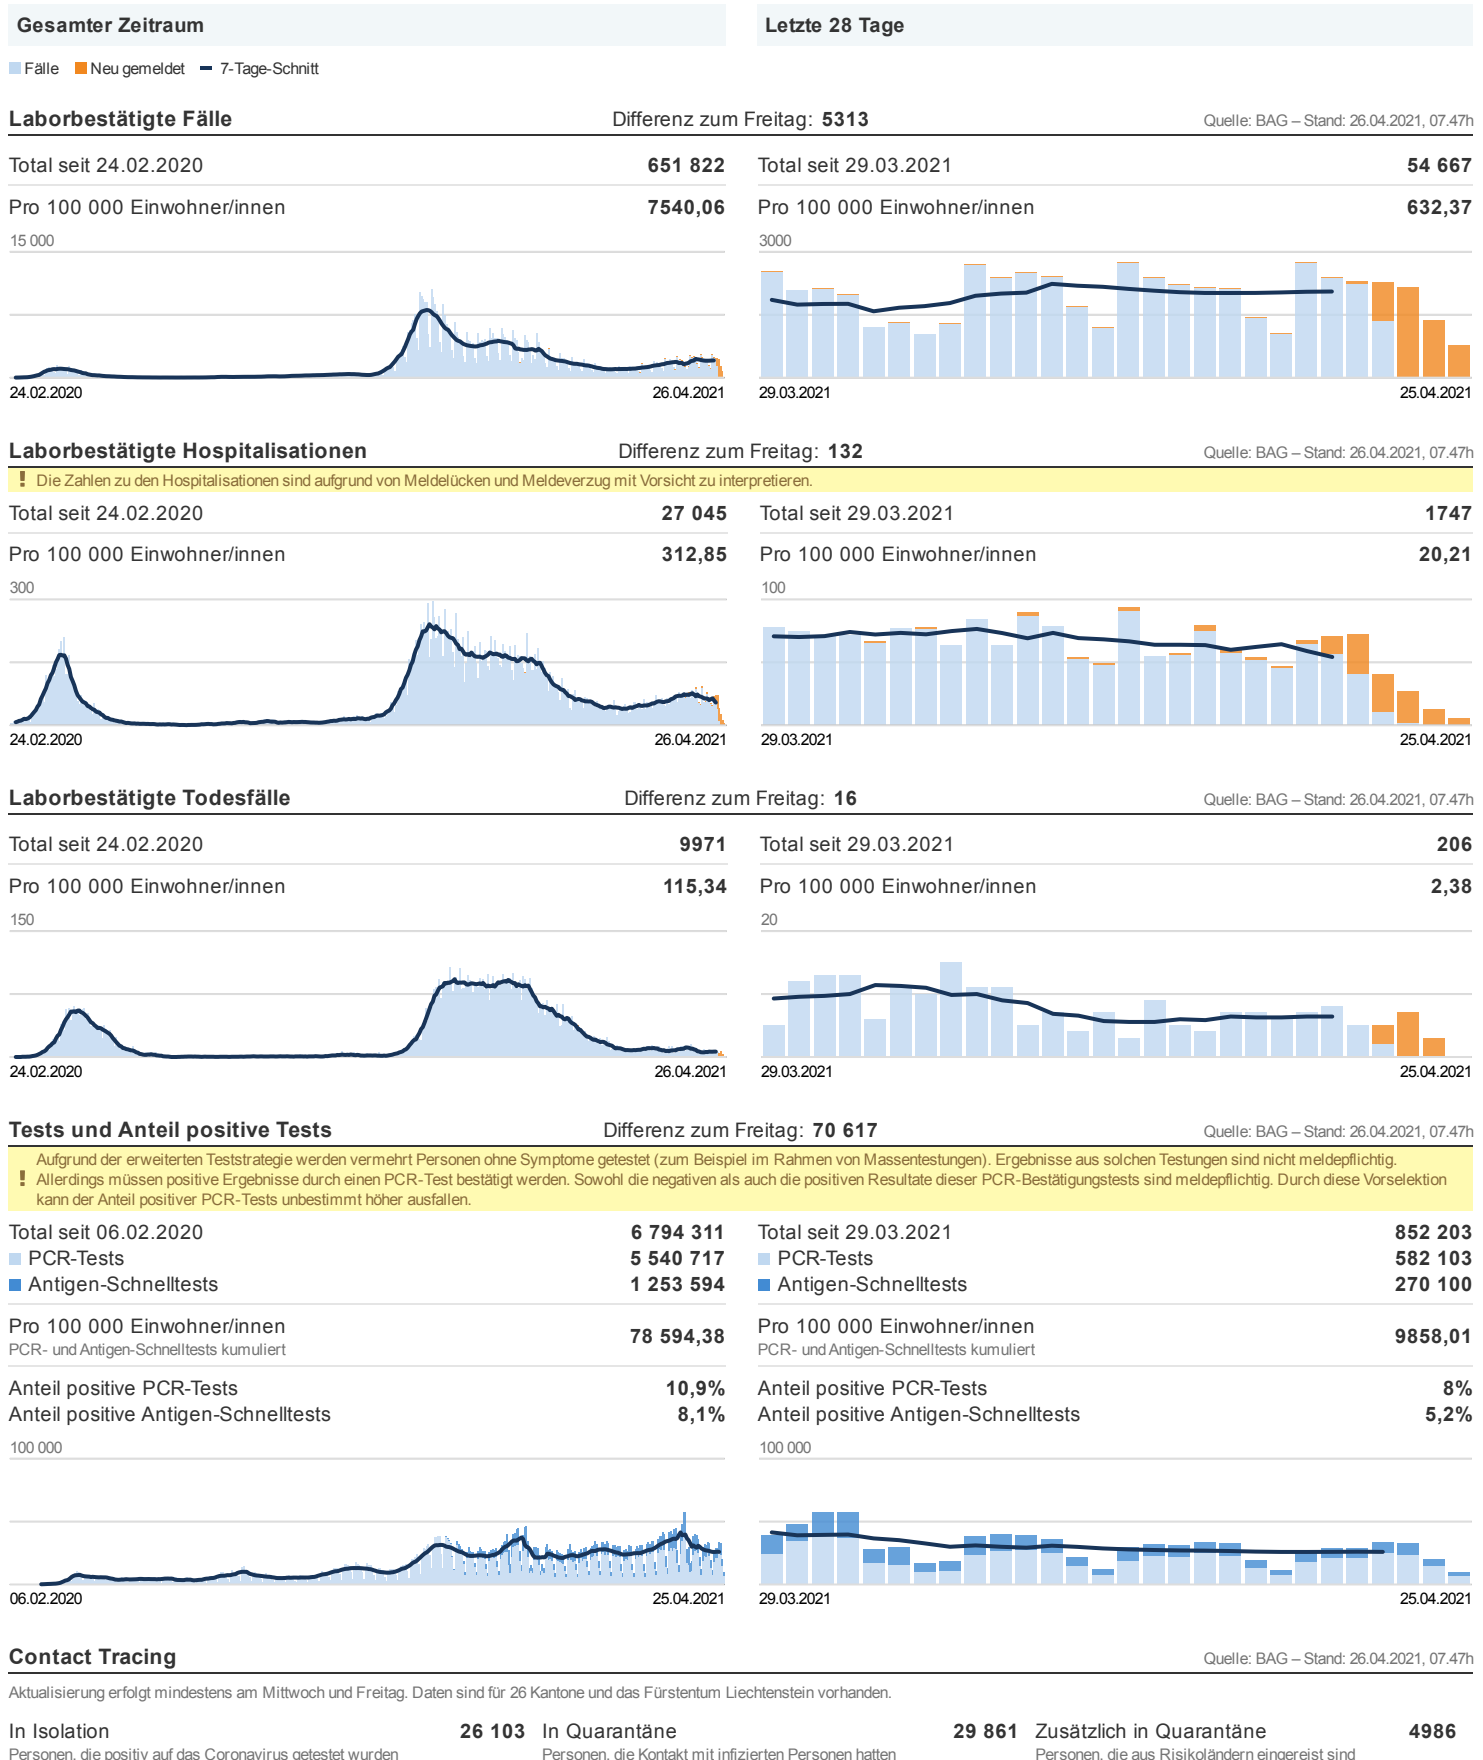 Gesamter Zeitraum
Letzte 28 Tage
Fälle Neu gemeldet 7-Tage-Schnitt
Laborbestätigte Fälle Differenz zum Freitag: 5313 Quelle: BAG – Stand: 26.04.2021, 07.47h
Total seit 24.02.2020 651 822
Pro 100 000 Einwohner/innen 7540,06
15 000
24.02.2020 26.04.2021
Total seit 29.03.2021 54 667
Pro 100 000 Einwohner/innen 632,37
3000
29.03.2021 25.04.2021
Laborbestätigte Hospitalisationen Differenz zum Freitag: 132 Quelle: BAG – Stand: 26.04.2021, 07.47h
! Die Zahlen zu den Hospitalisationen sind aufgrund von Meldelücken und Meldeverzug mit Vorsicht zu interpretieren.
Total seit 24.02.2020 27 045
Pro 100 000 Einwohner/innen 312,85
300
24.02.2020 26.04.2021
Total seit 29.03.2021 1747
Pro 100 000 Einwohner/innen 20,21
100
29.03.2021 25.04.2021
Laborbestätigte Todesfälle Differenz zum Freitag: 16 Quelle: BAG – Stand: 26.04.2021, 07.47h
Total seit 24.02.2020 9971
Pro 100 000 Einwohner/innen 115,34
150
24.02.2020 26.04.2021
Total seit 29.03.2021 206
Pro 100 000 Einwohner/innen 2,38
20
29.03.2021 25.04.2021
Tests und Anteil positive Tests Differenz zum Freitag: 70 617 Quelle: BAG – Stand: 26.04.2021, 07.47h
Aufgrund der erweiterten Teststrategie werden vermehrt Personen ohne Symptome getestet (zum Beispiel im Rahmen von Massentestungen). Ergebnisse aus solchen Testungen sind nicht meldepflichtig.
! Allerdings müssen positive Ergebnisse durch einen PCR-Test bestätigt werden. Sowohl die negativen als auch die positiven Resultate dieser PCR-Bestätigungstests sind meldepflichtig. Durch diese Vorselektion
kann der Anteil positiver PCR-Tests unbestimmt höher ausfallen.
Total seit 06.02.2020 6 794 311
PCR-Tests 5 540 717
Antigen-Schnelltests 1 253 594
Pro 100 000 Einwohner/innen 78 594,38
PCR- und Antigen-Schnelltests kumuliert
Anteil positive PCR-Tests 10,9%
Anteil positive Antigen-Schnelltests 8,1%
100 000
06.02.2020 25.04.2021
Total seit 29.03.2021 852 203
PCR-Tests 582 103
Antigen-Schnelltests 270 100
Pro 100 000 Einwohner/innen 9858,01
PCR- und Antigen-Schnelltests kumuliert
Anteil positive PCR-Tests 8%
Anteil positive Antigen-Schnelltests 5,2%
100 000
29.03.2021 25.04.2021
Contact Tracing Quelle: BAG – Stand: 26.04.2021, 07.47h
Aktualisierung erfolgt mindestens am Mittwoch und Freitag. Daten sind für 26 Kantone und das Fürstentum Liechtenstein vorhanden.
In Isolation 26 103
Personen, die positiv auf das Coronavirus getestet wurden
In Quarantäne 29 861
Personen, die Kontakt mit infizierten Personen hatten
Zusätzlich in Quarantäne 4986
Personen, die aus Risikoländern eingereist sind